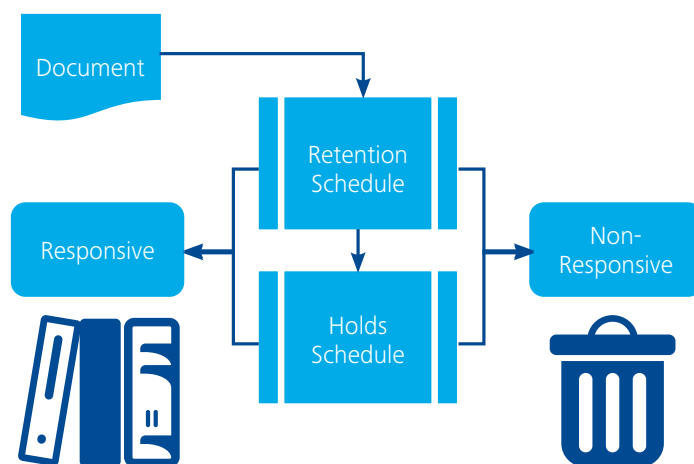 Document
Retention
Schedule
Responsive
Non-
Responsive
Holds
Schedule